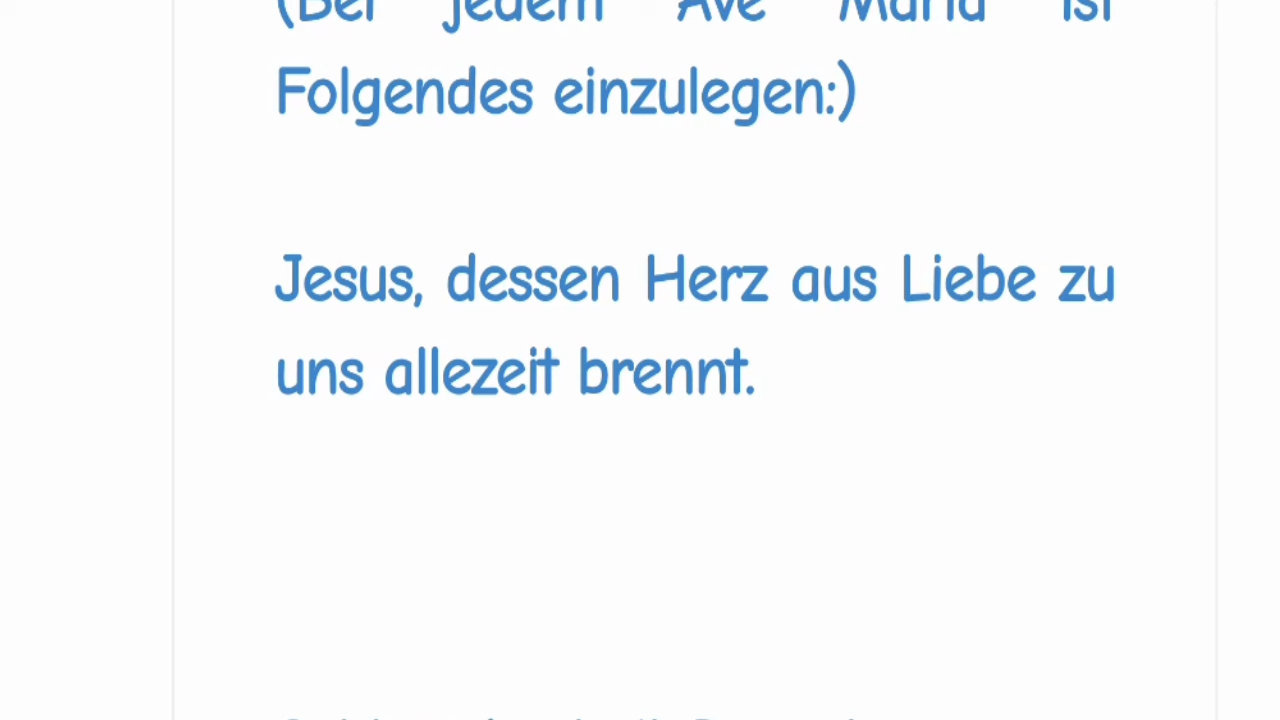 (Bei jedem Ave Maria ist
Folgendes einzulegen:)
Jesus, dessen Herz aus Liebe zu
uns allezeit brennt.